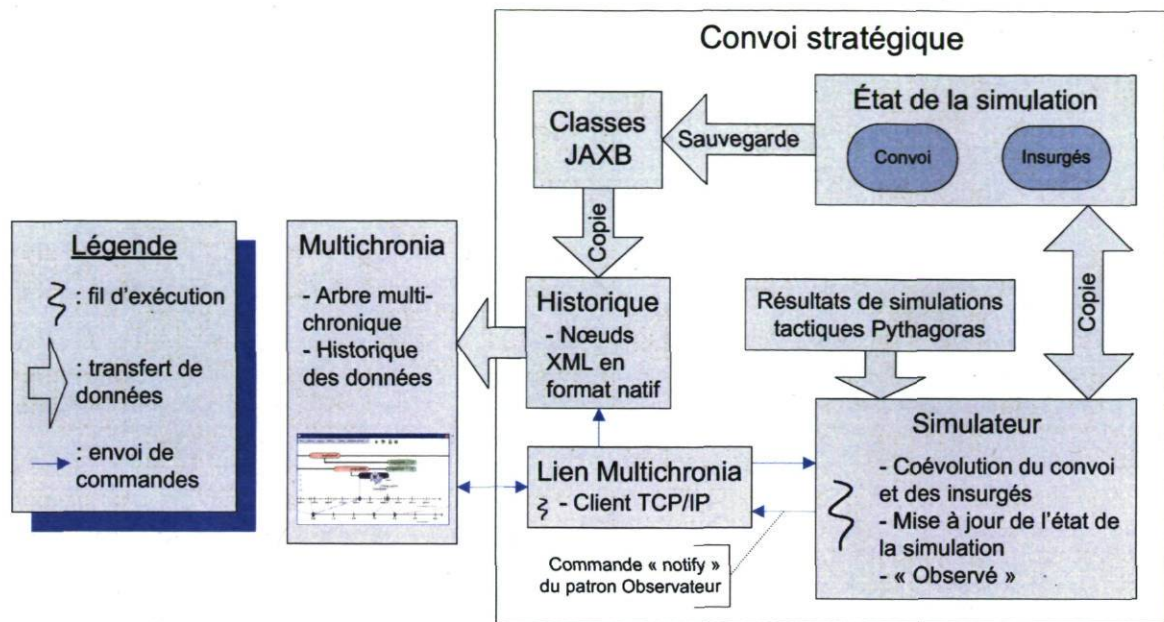 Convoi stratégique
État de la simulation
Convoi
Insurgés
Sauvegarde
Classes
JAXB
Copie
Copie
Légende
: fil d'exécution
: transfert de
données
: envoi de
commandes
Multichronia
- Arbre multi-
chronique
- Historique
des données
Historique
- Nœuds
XML en
format natif
Résultats de simulations
tactiques Pythagoras
Lien Multichronia
- Client TCP/IP
Simulateur
- Coévolution du convoi
et des insurgés
- Mise à jour de l'état de
la simulation
- « Observé »
Commande « notify »
du patron Observateur